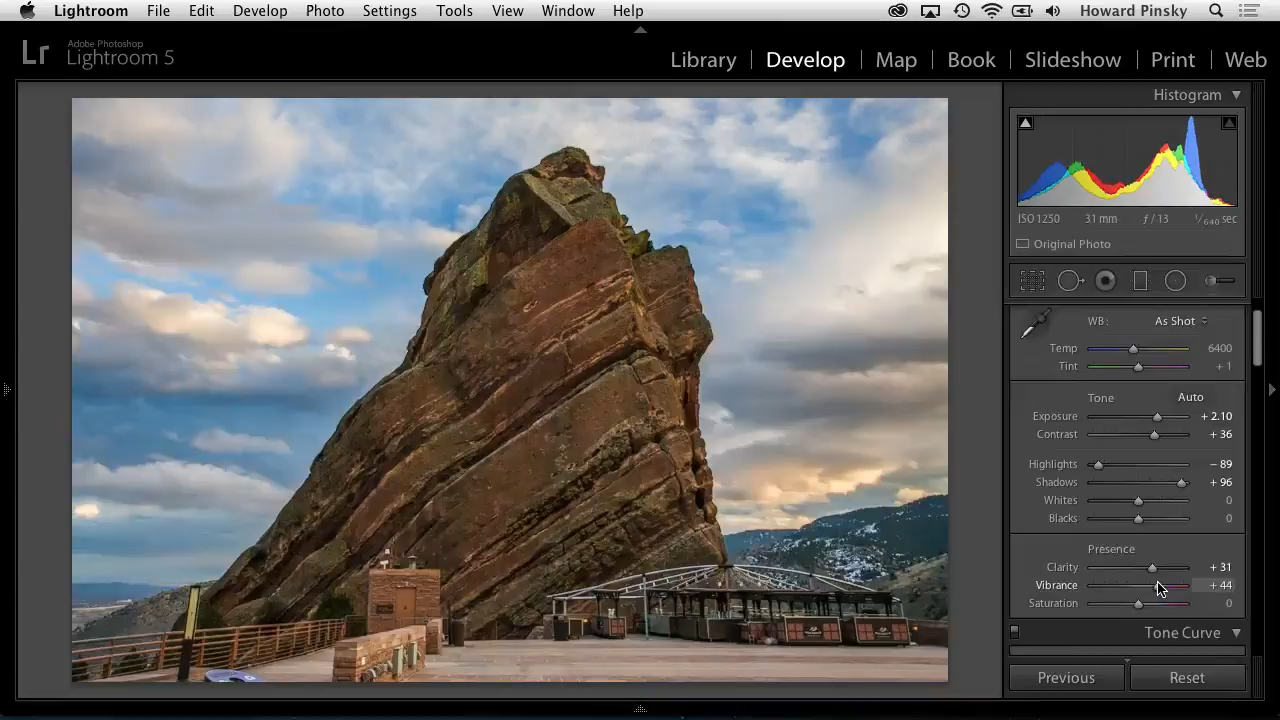 Lightroom File Edit Develop Photo Settings Tools View Window Help Howard Pinsky
Lr Adobe Photoshop
Lightroom 5
Library | Develop | Map | Book | Slideshow | Print | Web
Histogram
ISO 1250 31 mm ƒ / 13 1/640 sec
Original Photo
WB: As Shot
Temp 6400
Tint + 1
Tone Auto
Exposure + 2.10
Contrast + 36
Highlights − 89
Shadows + 96
Whites 0
Blacks 0
Presence
Clarity + 31
Vibrance + 44
Saturation 0
Tone Curve
Previous Reset